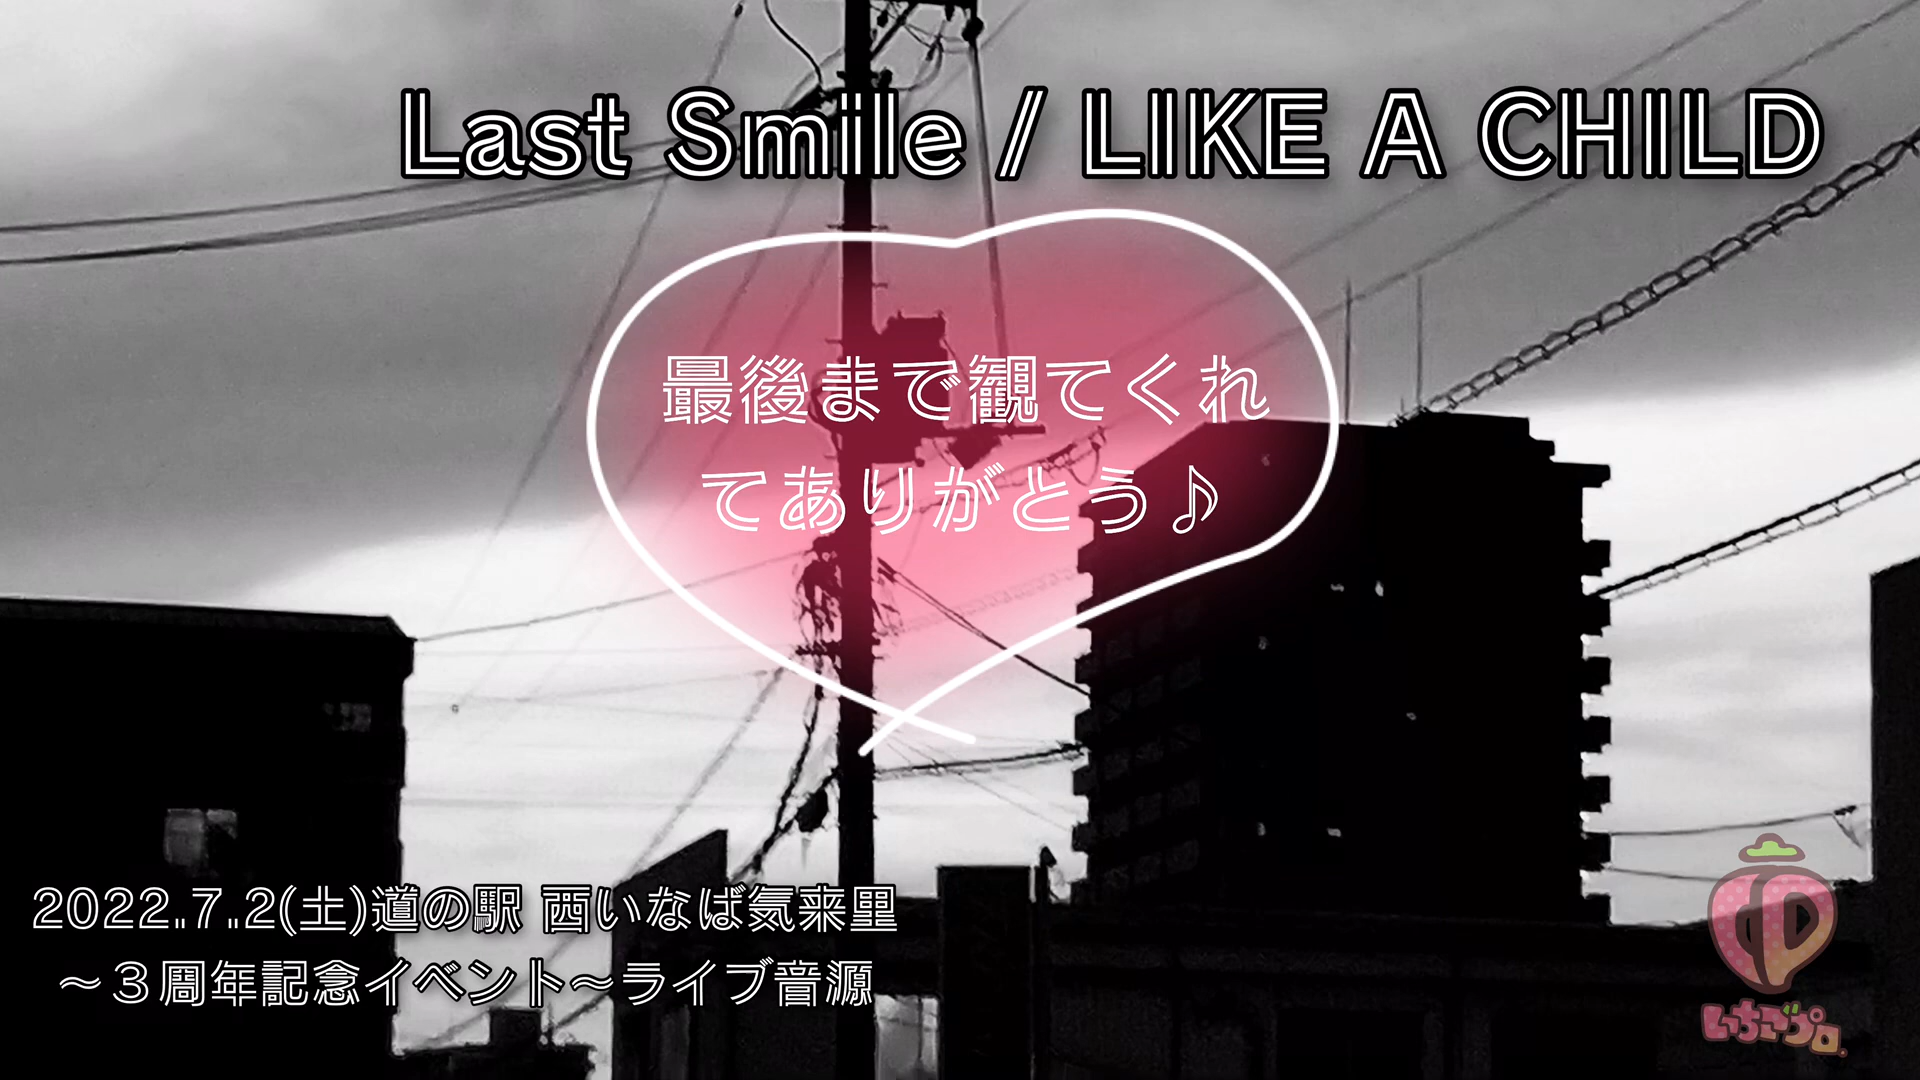 Last Smile / LIKE A CHILD
最後まで観てくれ
てありがとう♪
2022.7.2(土)道の駅 西いなば気楽里
～３周年記念イベント～ライブ音源
いちごプロ.